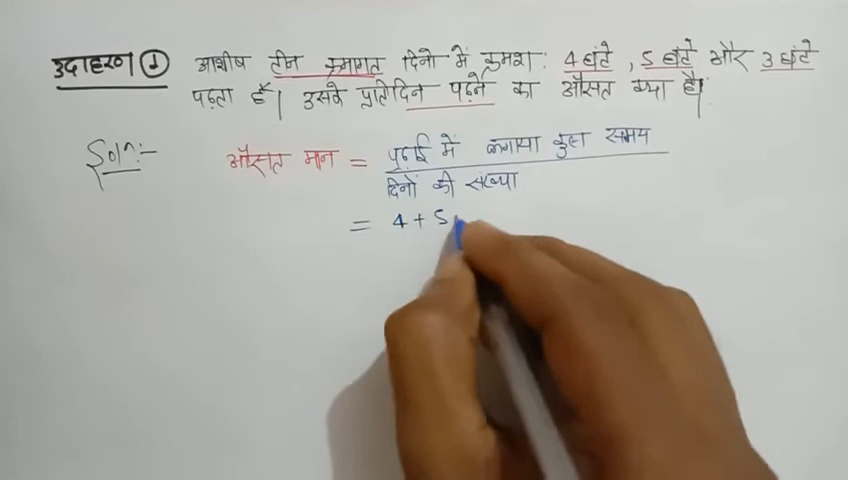 उदाहरण ① आशीष तीन क्रमागत दिनो में क्रमश: 4 घंटे, 5 घंटे और 3 घंटे
पढ़ता है। उसके प्रतिदिन पढ़ने का औसत क्या है।
Soln:- औसत मान = पढ़ाई में लगाया कुल समय
दिनों की संख्या
= 4 + 5